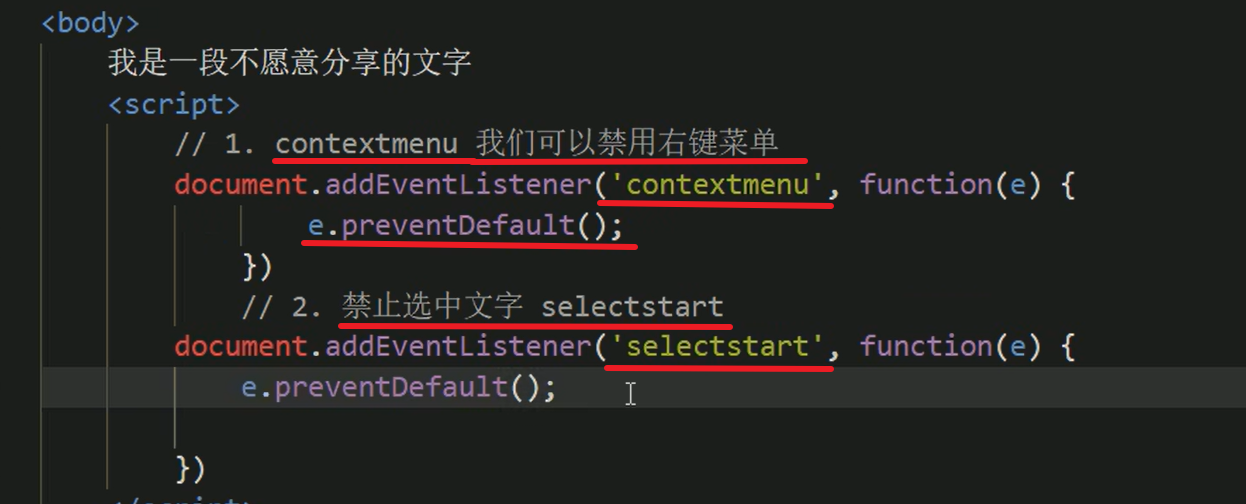 <body>
我是一段不愿意分享的文字
<script>
// 1. contextmenu 我们可以禁用右键菜单
document.addEventListener('contextmenu', function(e) {
e.preventDefault();
})
// 2. 禁止选中文字 selectstart
document.addEventListener('selectstart', function(e) {
e.preventDefault();
})
</script>